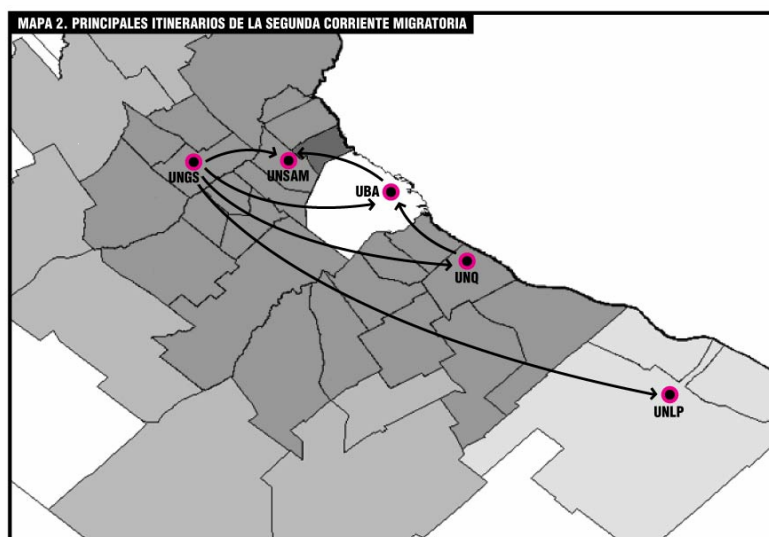 MAPA 2. PRINCIPALES ITINERARIOS DE LA SEGUNDA CORRIENTE MIGRATORIA
UNGS
UNSAM
UBA
UNQ
UNLP